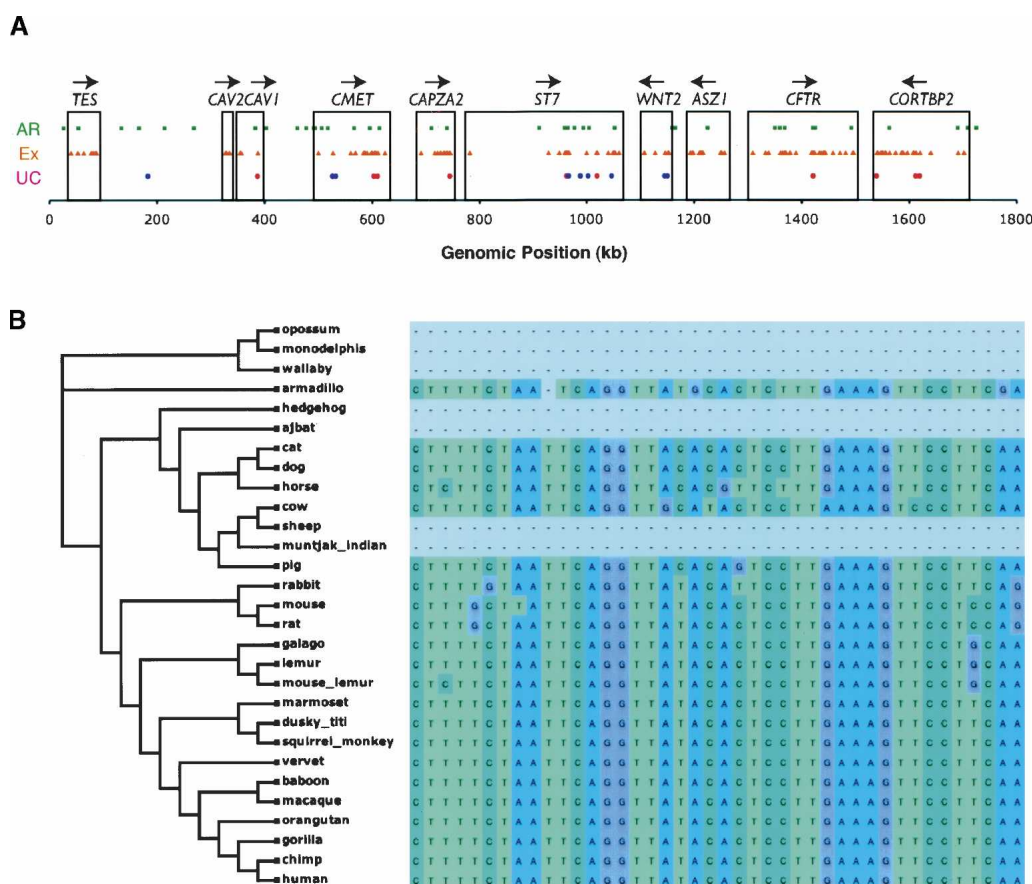 A
TES CAV2 CAV1 CMET CAPZA2 ST7 WNT2 ASZ1 CFTR CORTBP2
AR
Ex
UC
0 200 400 600 800 1000 1200 1400 1600 1800
Genomic Position (kb)
B
opossum - - - - - - - - - - - - - - - - - - - - - - - - - - - - - - - - - - - - - - - - - -
monodelphis - - - - - - - - - - - - - - - - - - - - - - - - - - - - - - - - - - - - - - - - - -
wallaby - - - - - - - - - - - - - - - - - - - - - - - - - - - - - - - - - - - - - - - - - -
armadillo C T T T T C T A A - T C A G G T T A T G C A C T C T T T G A A A G T T C C T T C G A
hedgehog - - - - - - - - - - - - - - - - - - - - - - - - - - - - - - - - - - - - - - - - - -
ajbat - - - - - - - - - - - - - - - - - - - - - - - - - - - - - - - - - - - - - - - - - -
cat C T T T T C T A A T T C A G G T T A C A C A C T C C T T G A A A G T T C C T T C A A
dog C T T T T C T A A T T C A G G T T A C A C A C T C C T T G A A A G T T C C T T C A A
horse C T C T T C T A A T T C A G G T T A C A C G
cow C T T T T C T A A T T C A G G T T G C A T A C T C C T T A A A A G T C C C T T C A A
sheep - - - - - - - - - - - - - - - - - - - - - - - - - - - - - - - - - - - - - - - - - -
muntjak_indian - - - - - - - - - - - - - - - - - - - - - - - - - - - - - - - - - - - - - - - - - -
pig C T T T T C T A A T T C A G G T T A C A C A G T C C T T G A A A G T T C C T T C A A
rabbit C T T T T G T A A T T C A G G T T A T A C A C T C C T T G A A A G T T C C T T C A G
mouse C T T T G C T T A T T C A G G T T A T A C A C T C C T T G A A A G T T C C T C C A G
rat C T T T G C T A A T T C A G G T T A T A C A C T C C T T G A A A G T T C C T T C A G
galago C T T T T C T A A T T C A G G T T A T A C A C T C C T T G A A A G T T C C T G C A A
lemur C T T T T C T A A T T C A G G T T A T A C A C T C C T T G A A A G T T C C T G C A A
mouse_lemur C T C T T C T A A T T C A G G T T A T A C A C T C C T T G A A A G T T C C T G C A A
marmoset C T T T T C T A A T T C A G G T T A T A C A C T C C T T G A A A G T T C C T T C A A
dusky_titi C T T T T C T A A T T C A G G T T A T A C A C T C C T T G A A A G T T C C T T C A A
squirrel_monkey C T T T T C T A A T T C A G G T T A T A C A C T C C T T G A A A G T T C C T T C A A
vervet C T T T T C T A A T T C A G G T T A T A C A C T C C T T G A A A G T T C C T T C A A
baboon C T T T T C T A A T T C A G G T T A T A C A C T C C T T G A A A G T T C C T T C A A
macaque C T T T T C T A A T T C A G G T T A T A C A C T C C T T G A A A G T T C C T T C A A
orangutan C T T T T C T A A T T C A G G T T A T A C A C T C C T T G A A A G T T C C T T C A A
gorilla C T T T T C T A A T T C A G G T T A T A C A C T C C T T G A A A G T T C C T T C A A
chimp C T T T T C T A A T T C A G G T T A T A C A C T C C T T G A A A G T T C C T T C A A
human C T T T T C T A A T T C A G G T T A T A C A C T C C T T G A A A G T T C C T T C A A